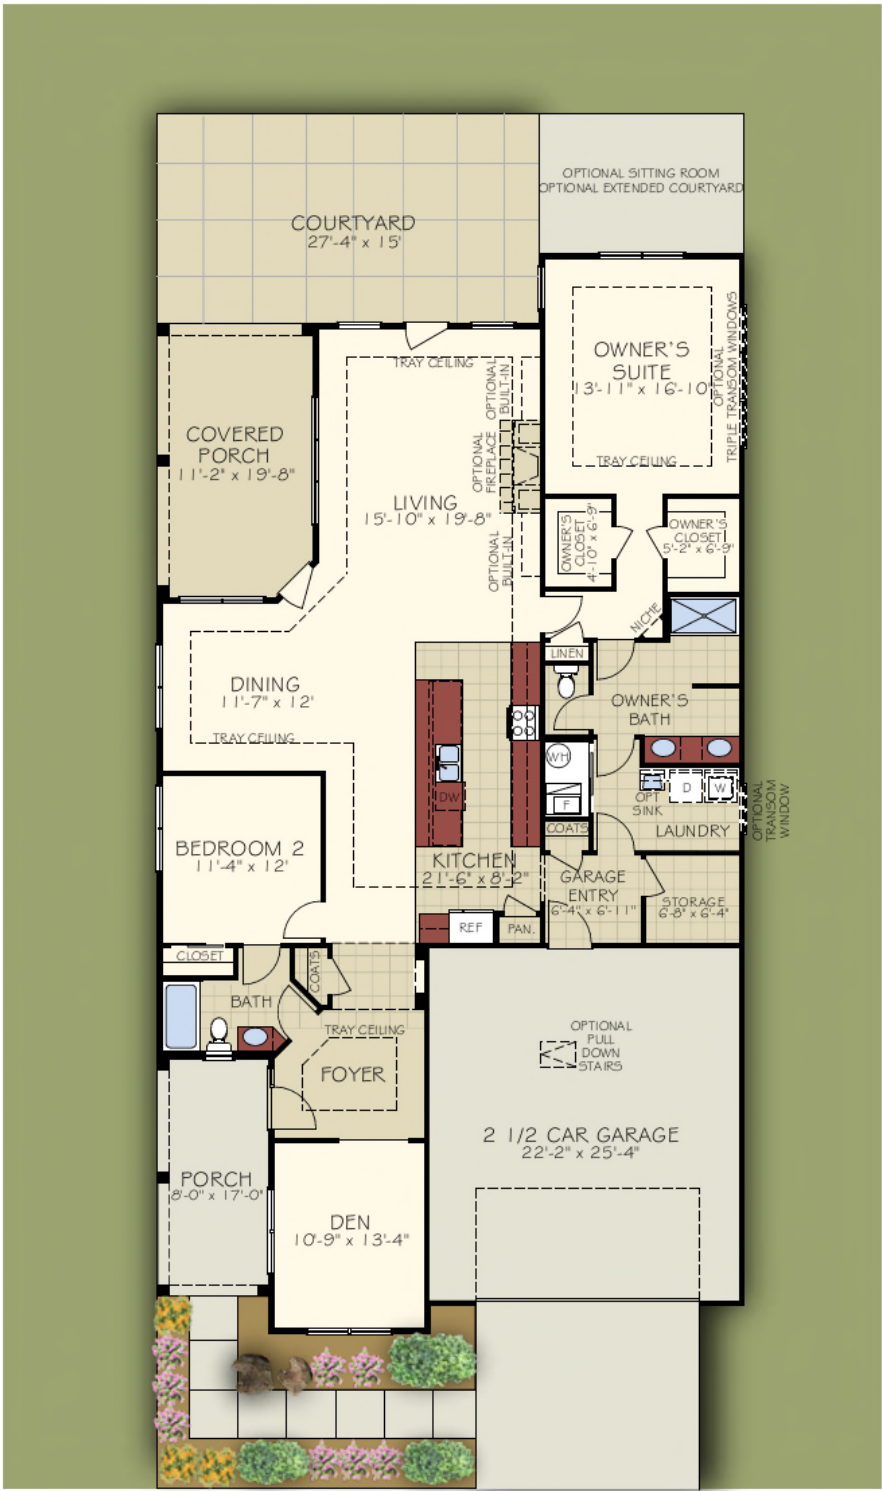 OPTIONAL SITTING ROOM
OPTIONAL EXTENDED COURTYARD
COURTYARD
27'-4" x 15'
OWNER'S
SUITE
13'-11" x 16'-10"
TRAY CEILING
OPTIONAL
TRIPLE TRANSOM WINDOWS
TRAY CEILING
OPTIONAL
BUILT-IN
OPTIONAL
FIREPLACE
COVERED
PORCH
11'-2" x 19'-8"
LIVING
15'-10" x 19'-8"
OPTIONAL
BUILT-IN
OWNER'S
CLOSET
4'-10" x 6'-9"
OWNER'S
CLOSET
5'-2" x 6'-9"
NICHE
LINEN
DINING
11'-7" x 12'
TRAY CEILING
OWNER'S
BATH
WH
F
OPT
SINK
D
W
LAUNDRY
OPTIONAL
TRANSOM
WINDOW
DW
COATS
BEDROOM 2
11'-4" x 12'
KITCHEN
21'-6" x 8'-2"
GARAGE
ENTRY
6'-4" x 6'-11"
STORAGE
6'-8" x 6'-4"
REF
PAN.
CLOSET
COATS
BATH
TRAY CEILING
FOYER
OPTIONAL
PULL
DOWN
STAIRS
2 1/2 CAR GARAGE
22'-2" x 25'-4"
PORCH
8'-0" x 17'-0"
DEN
10'-9" x 13'-4"